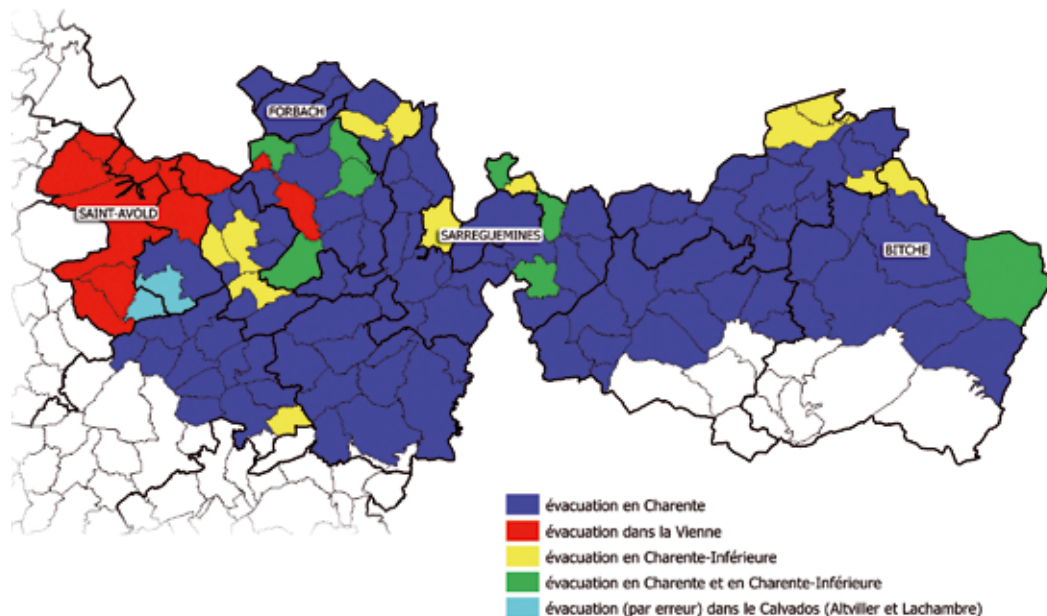 FORBACH
SAINT-AVOLD
SARREGUEMINES
BITCHE
évacuation en Charente
évacuation dans la Vienne
évacuation en Charente-Inférieure
évacuation en Charente et en Charente-Inférieure
évacuation (par erreur) dans le Calvados (Altviller et Lachambre)